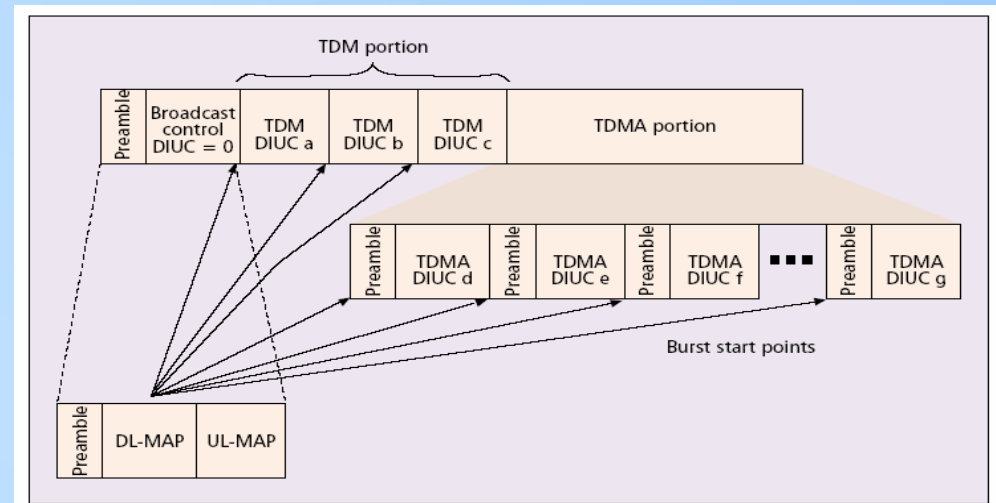 TDM portion
Preamble
Broadcast
control
DIUC = 0
TDM
DIUC a
TDM
DIUC b
TDM
DIUC c
TDMA portion
Preamble
TDMA
DIUC d
Preamble
TDMA
DIUC e
Preamble
TDMA
DIUC f
Preamble
TDMA
DIUC g
Burst start points
Preamble
DL-MAP
UL-MAP